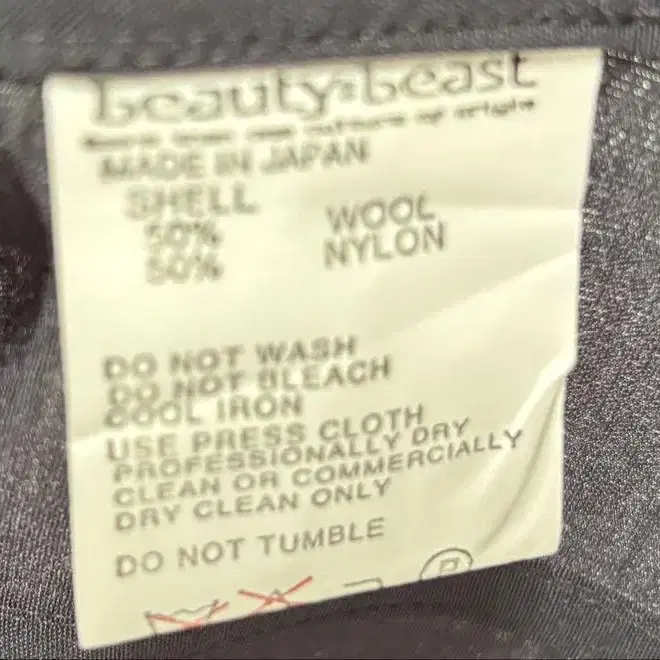 beauty:beast
MADE IN JAPAN
SHELL
50% WOOL
50% NYLON
DO NOT WASH
DO NOT BLEACH
COOL IRON
USE PRESS CLOTH
PROFESSIONALLY DRY
CLEAN OR COMMERCIALLY
DRY CLEAN ONLY
DO NOT TUMBLE
P